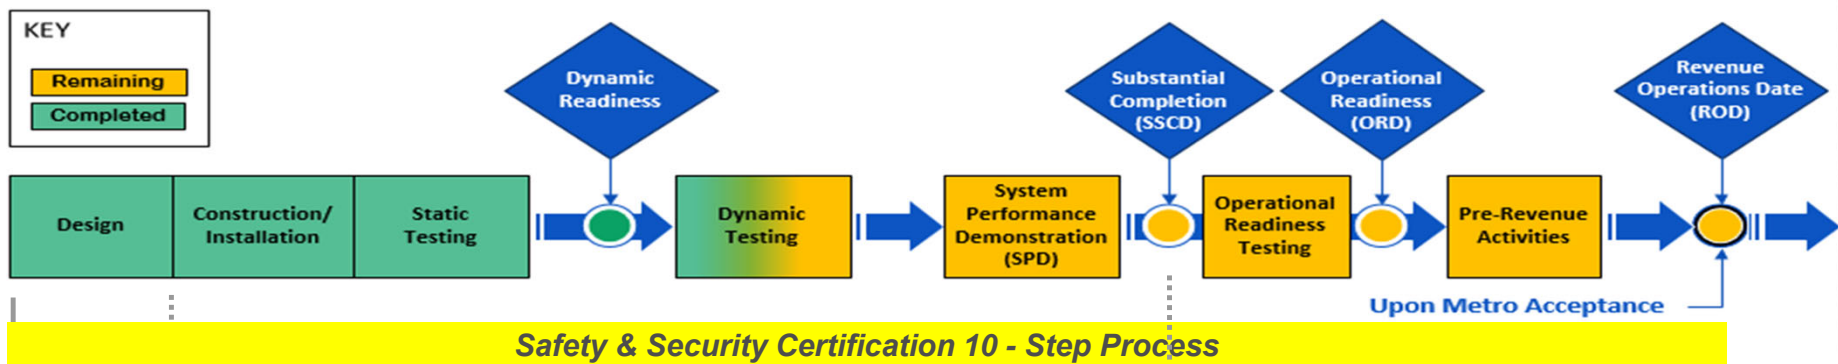 KEY
Remaining
Completed
Dynamic
Readiness
Substantial
Completion
(SSCD)
Operational
Readiness
(ORD)
Revenue
Operations Date
(ROD)
Design
Construction/
Installation
Static
Testing
Dynamic
Testing
System
Performance
Demonstration
(SPD)
Operational
Readiness
Testing
Pre-Revenue
Activities
Upon Metro Acceptance
Safety & Security Certification 10 - Step Process